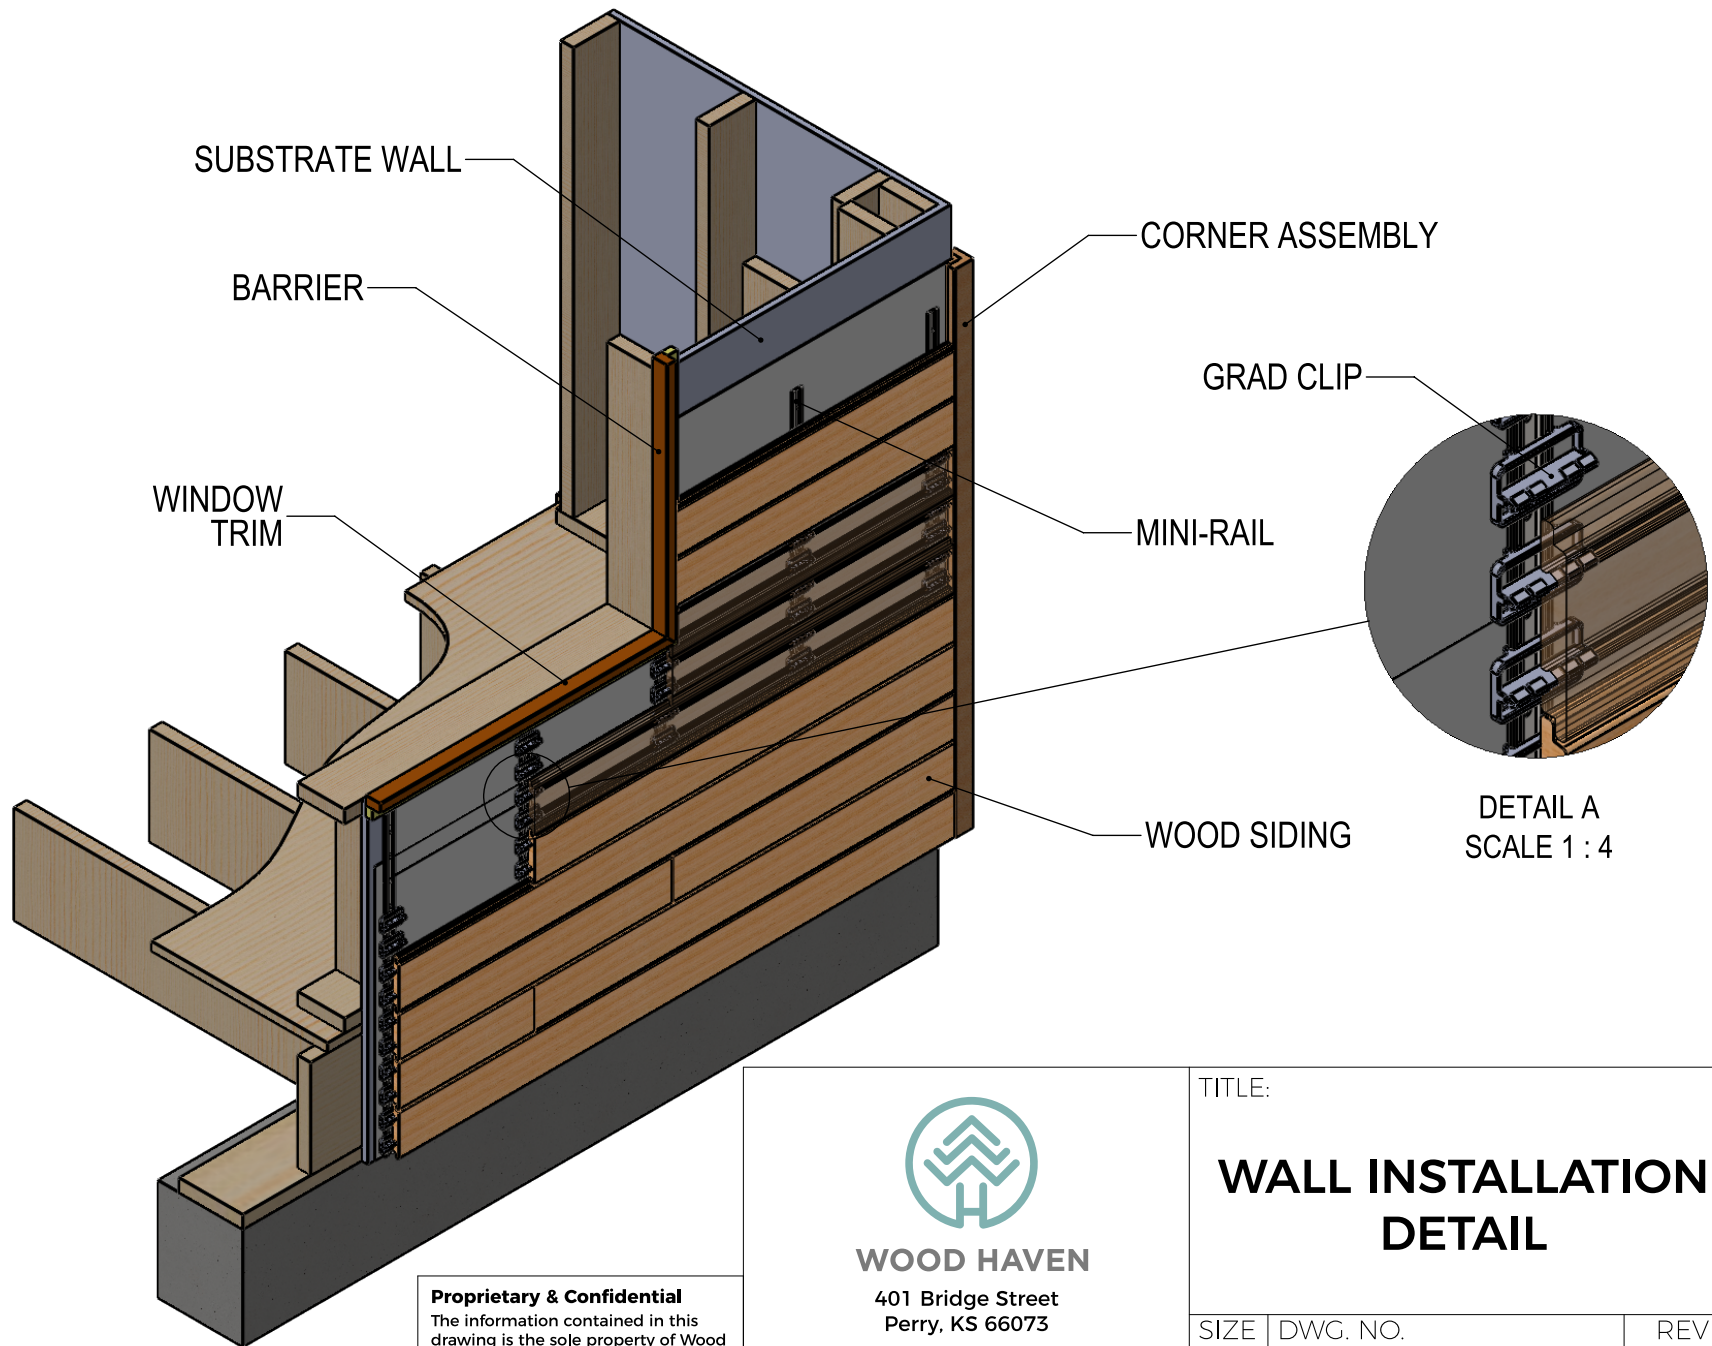 SUBSTRATE WALL
BARRIER
WINDOW
TRIM
CORNER ASSEMBLY
GRAD CLIP
MINI-RAIL
WOOD SIDING
DETAIL A
SCALE 1 : 4
Proprietary & Confidential
The information contained in this
drawing is the sole property of Wood
WOOD HAVEN
401 Bridge Street
Perry, KS 66073
TITLE:
WALL INSTALLATION
DETAIL
SIZE
DWG. NO.
REV